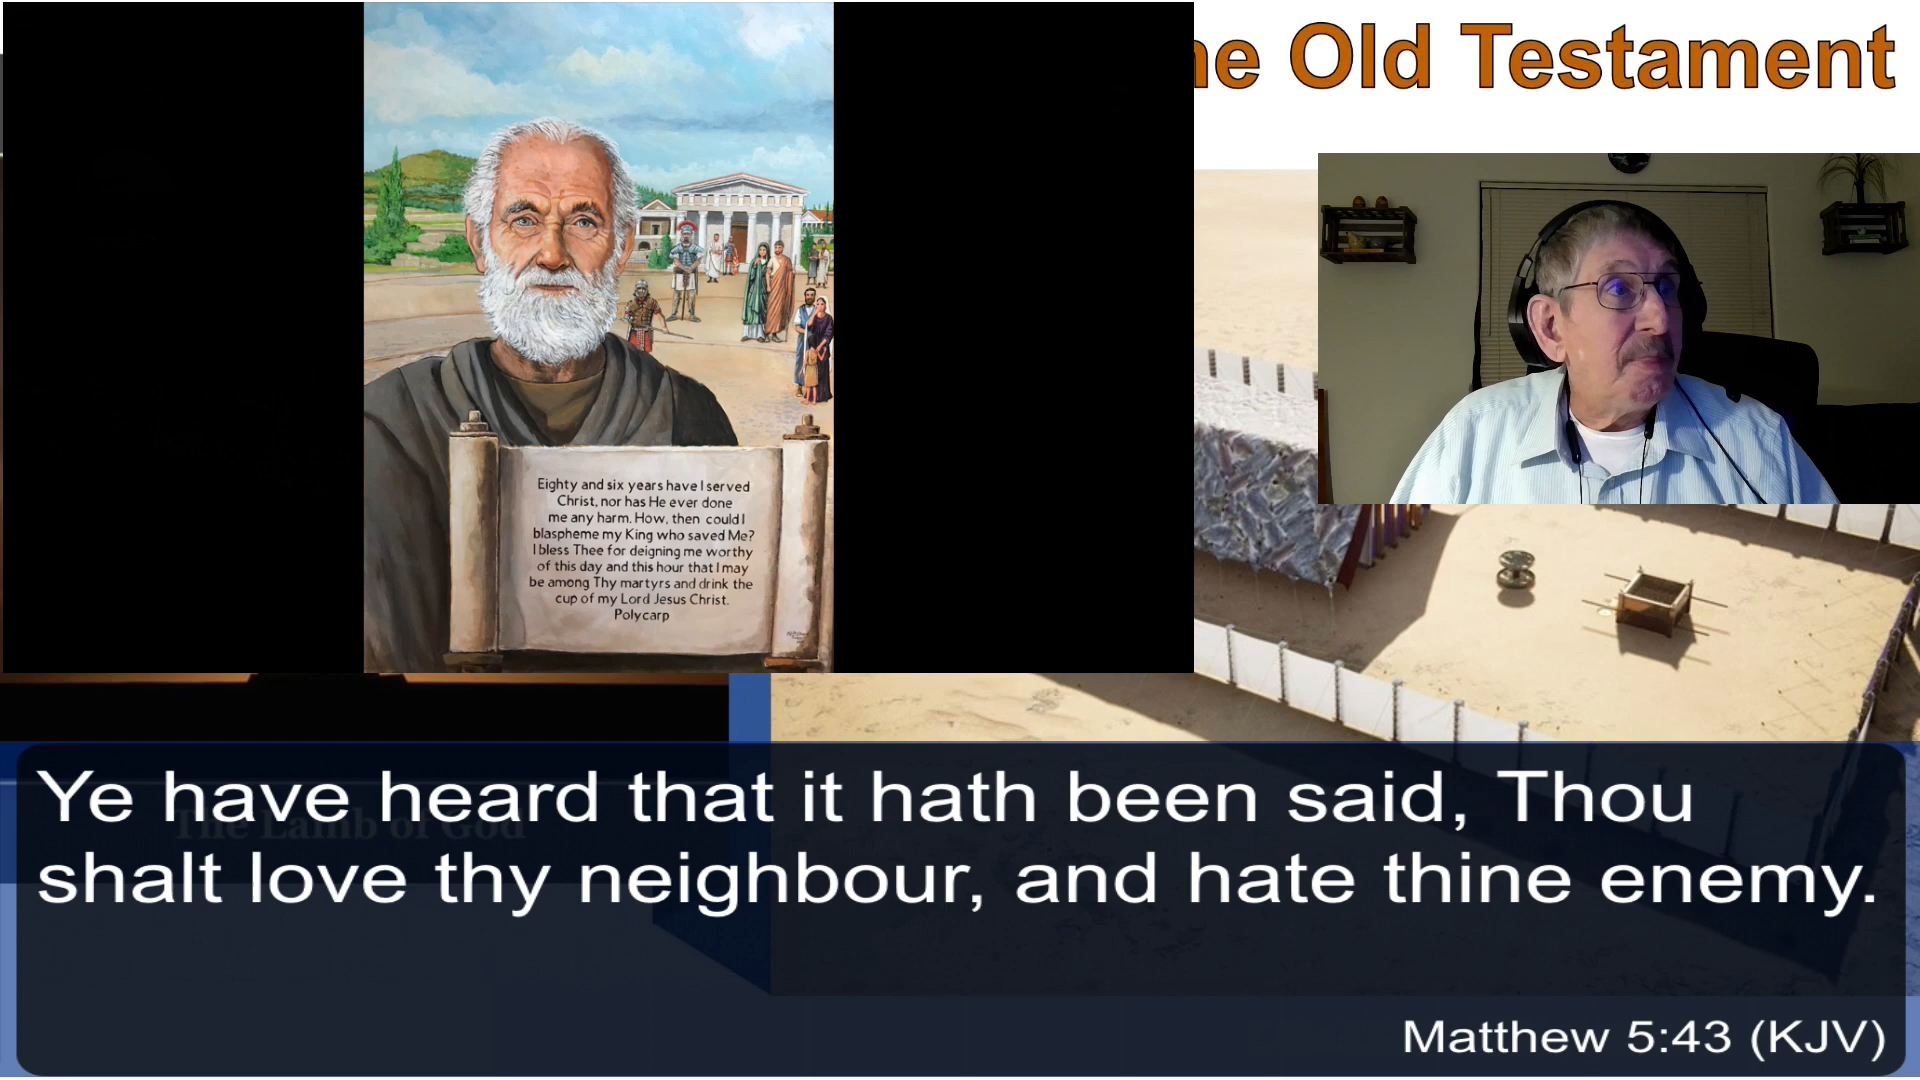 he Old Testament
Eighty and six years have I served
Christ, nor has He ever done
me any harm. How, then could I
blaspheme my King who saved Me?
I bless Thee for deigning me worthy
of this day and this hour that I may
be among Thy martyrs and drink the
cup of my Lord Jesus Christ.
Polycarp
Ye have heard that it hath been said, Thou
The Lamb of God
shalt love thy neighbour, and hate thine enemy.
Matthew 5:43 (KJV)